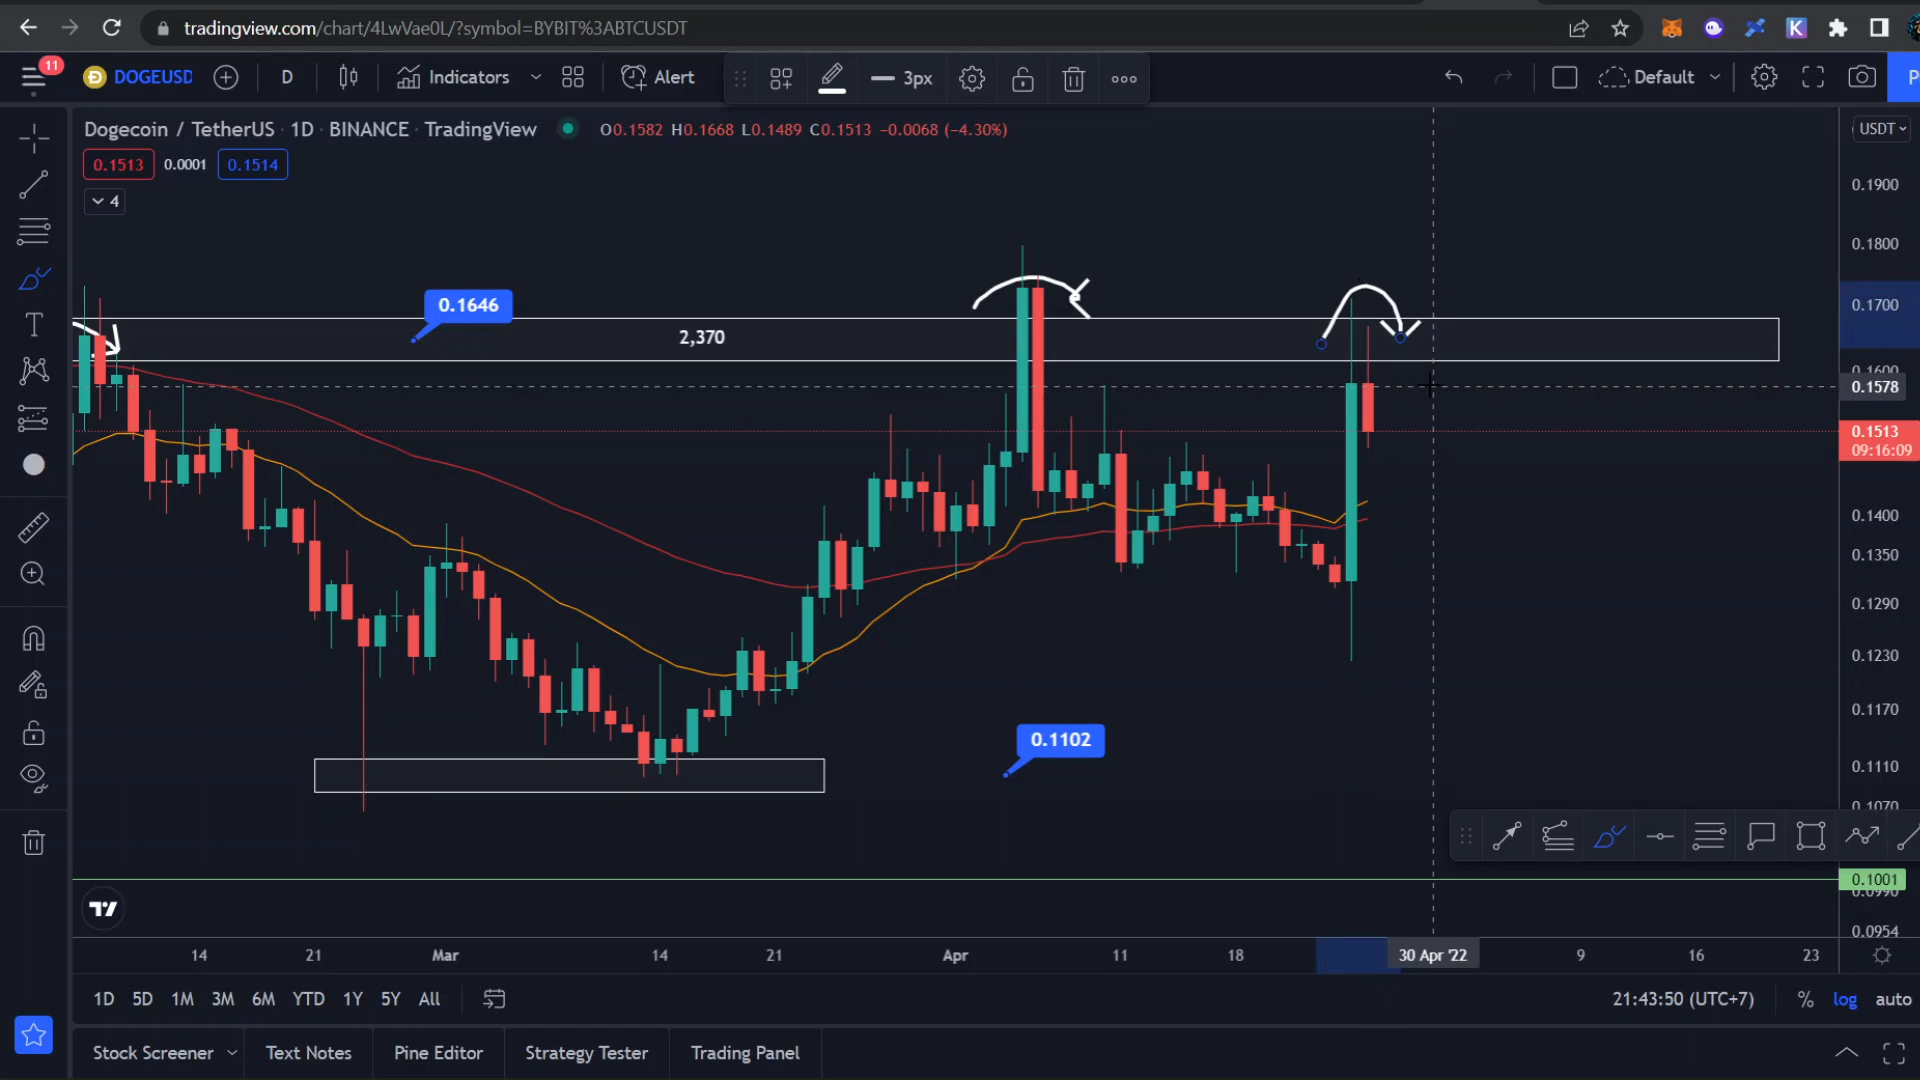 tradingview.com/chart/4LwVae0L/?symbol=BYBIT%3ABTCUSDT
11
DOGEUSD
D
Indicators
Alert
3px
Default
Dogecoin / TetherUS · 1D · BINANCE · TradingView
O0.1582 H0.1668 L0.1489 C0.1513 −0.0068 (−4.30%)
USDT
0.1513
0.0001
0.1514
4
0.1900
0.1800
0.1700
0.1600
0.1578
0.1513
09:16:09
0.1400
0.1350
0.1290
0.1230
0.1170
0.1110
0.1070
0.1001
0.0990
0.0954
0.1646
2,370
0.1102
14
21
Mar
14
21
Apr
11
18
30 Apr '22
9
16
23
1D
5D
1M
3M
6M
YTD
1Y
5Y
All
21:43:50 (UTC+7)
%
log
auto
Stock Screener
Text Notes
Pine Editor
Strategy Tester
Trading Panel